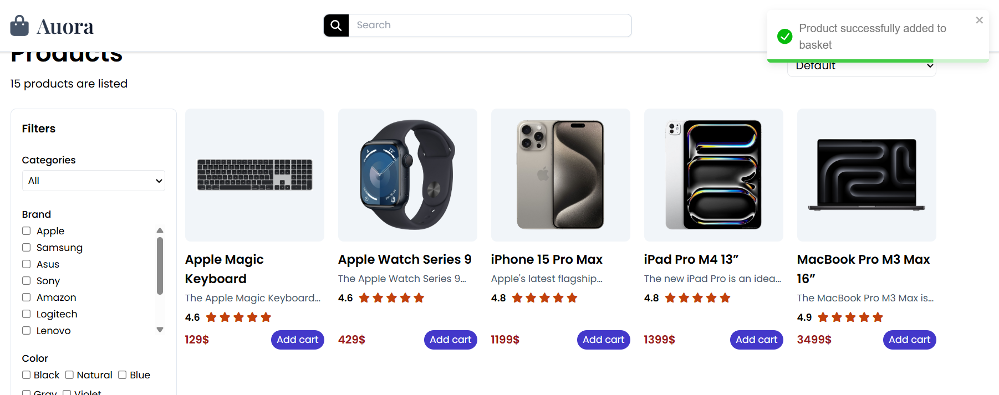 Auora
Search
Product successfully added to
basket
Products
Default
15 products are listed
Filters
Categories
All
Brand
Apple
Samsung
Asus
Sony
Amazon
Logitech
Lenovo
Color
Black Natural Blue
Gray Violet
Apple Magic
Keyboard
The Apple Magic Keyboard...
4.6
129$ Add cart
Apple Watch Series 9
The Apple Watch Series 9...
4.6
429$ Add cart
iPhone 15 Pro Max
Apple's latest flagship...
4.8
1199$ Add cart
iPad Pro M4 13”
The new iPad Pro is an idea...
4.8
1399$ Add cart
MacBook Pro M3 Max
16”
The MacBook Pro M3 Max is...
4.9
3499$ Add cart